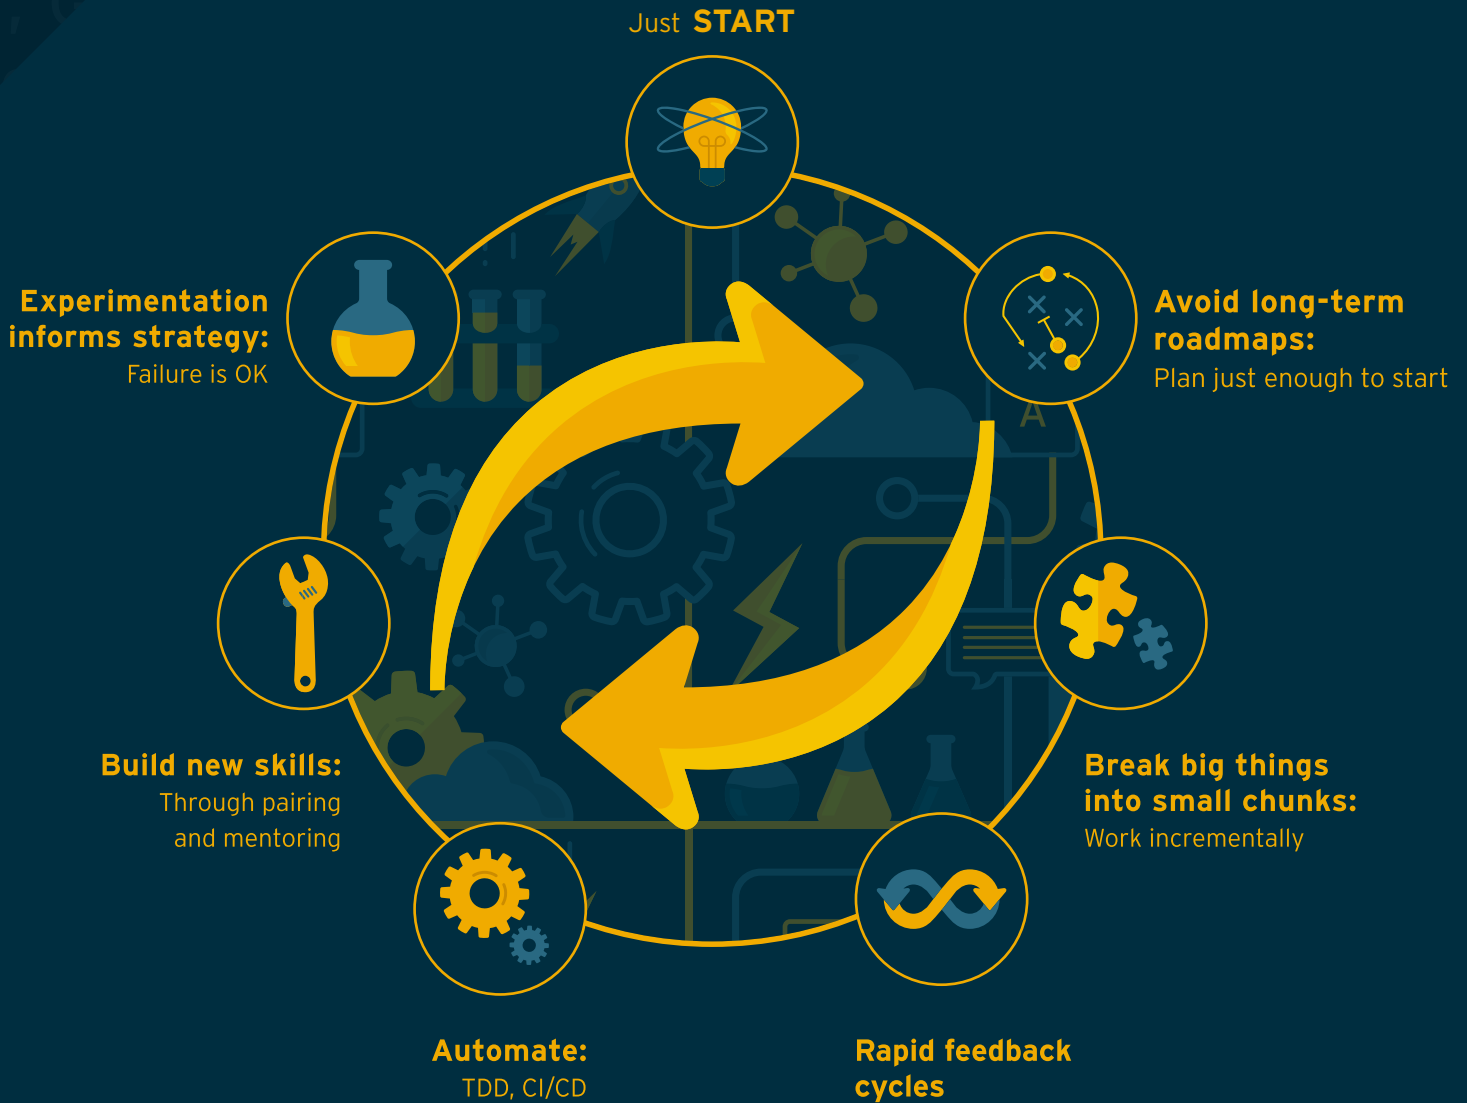 Just START
Avoid long-term
roadmaps:
Plan just enough to start
Break big things
into small chunks:
Work incrementally
Rapid feedback
cycles
Automate:
TDD, CI/CD
Build new skills:
Through pairing
and mentoring
Experimentation
informs strategy:
Failure is OK
A